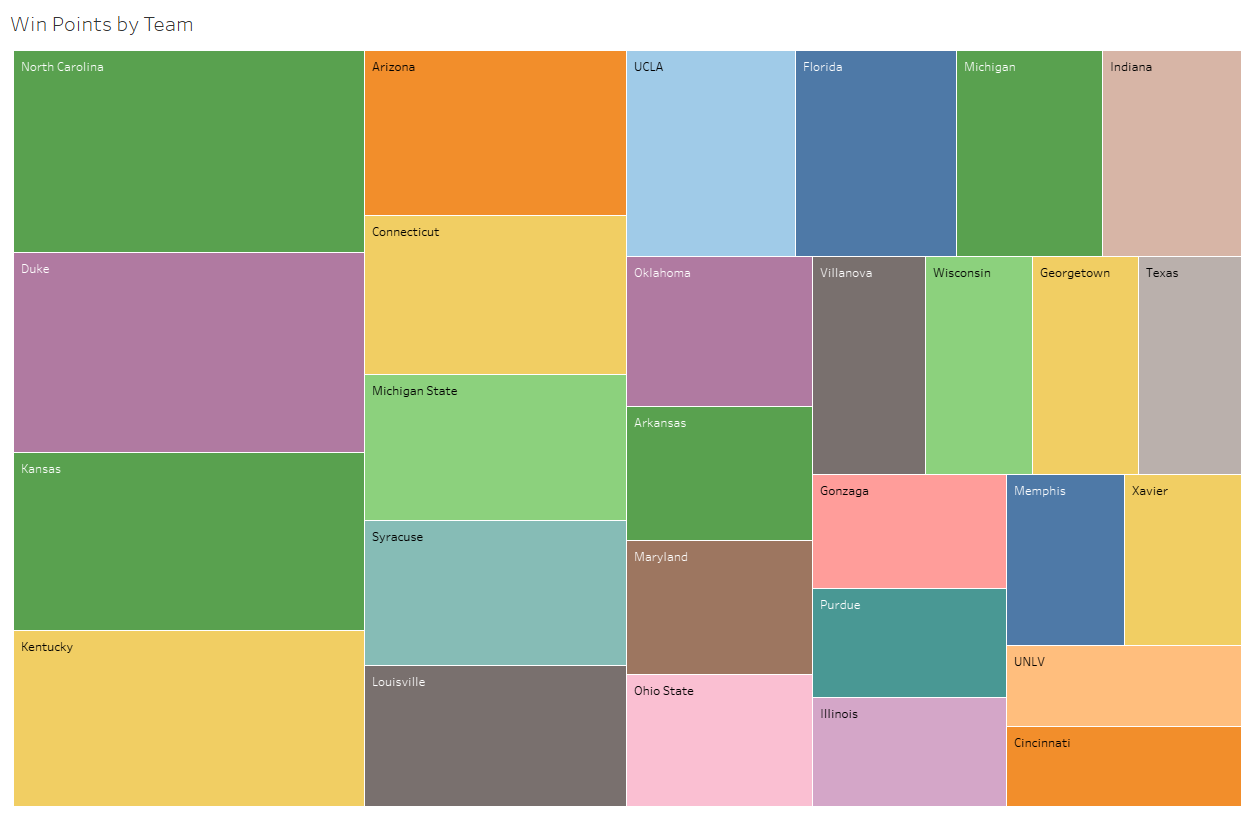 Win Points by Team
North Carolina
Duke
Kansas
Kentucky
Arizona
Connecticut
Michigan State
Syracuse
Louisville
UCLA
Florida
Michigan
Indiana
Oklahoma
Arkansas
Maryland
Ohio State
Villanova
Wisconsin
Georgetown
Texas
Gonzaga
Purdue
Illinois
Memphis
Xavier
UNLV
Cincinnati